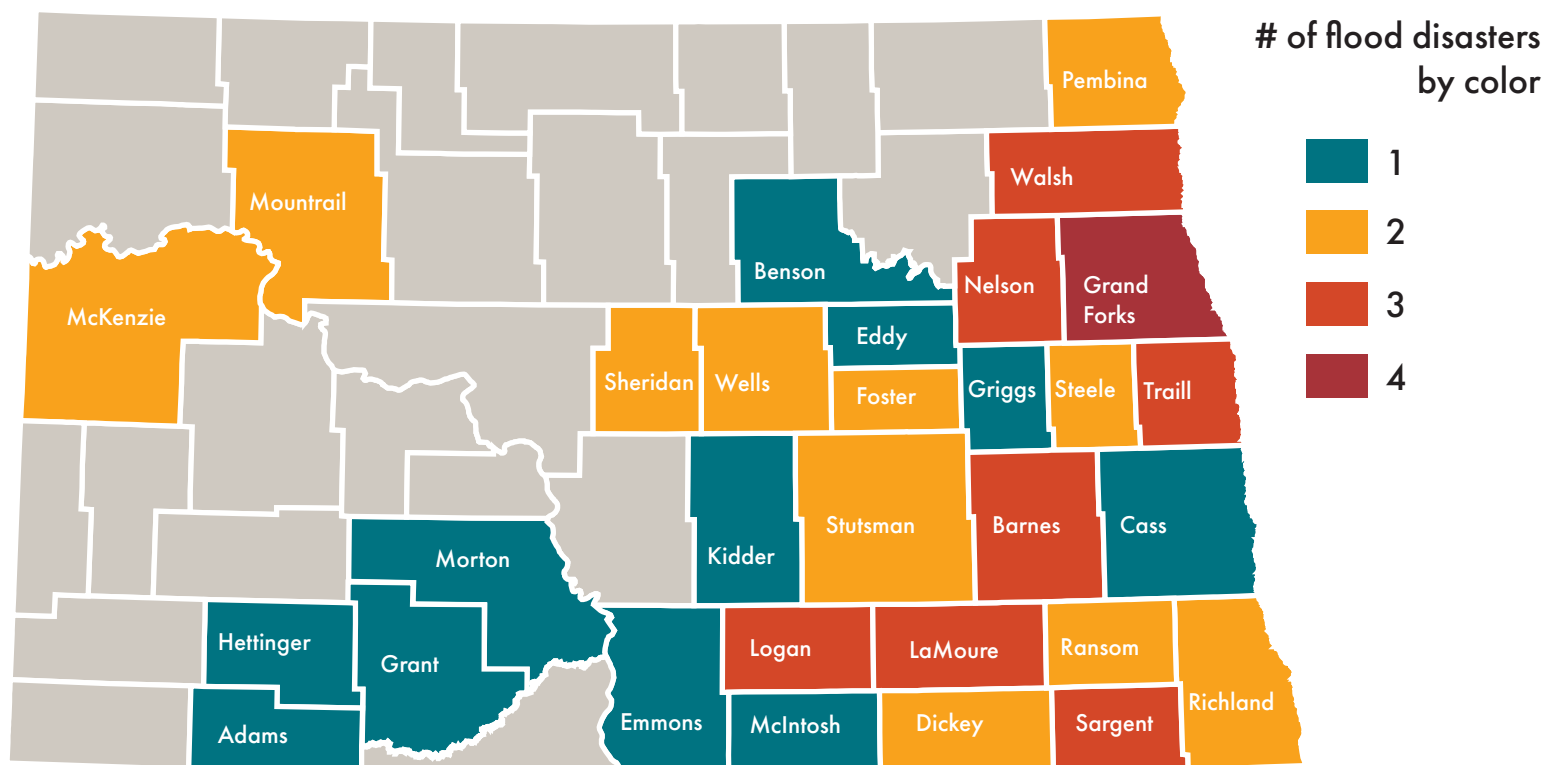 # of flood disasters
by color
1
2
3
4
Pembina
Walsh
Mountrail
Benson
Nelson
Grand
Forks
McKenzie
Eddy
Sheridan
Wells
Foster
Griggs
Steele
Traill
Stutsman
Barnes
Cass
Kidder
Morton
Hettinger
Grant
Logan
LaMoure
Ransom
Richland
Adams
Emmons
McIntosh
Dickey
Sargent